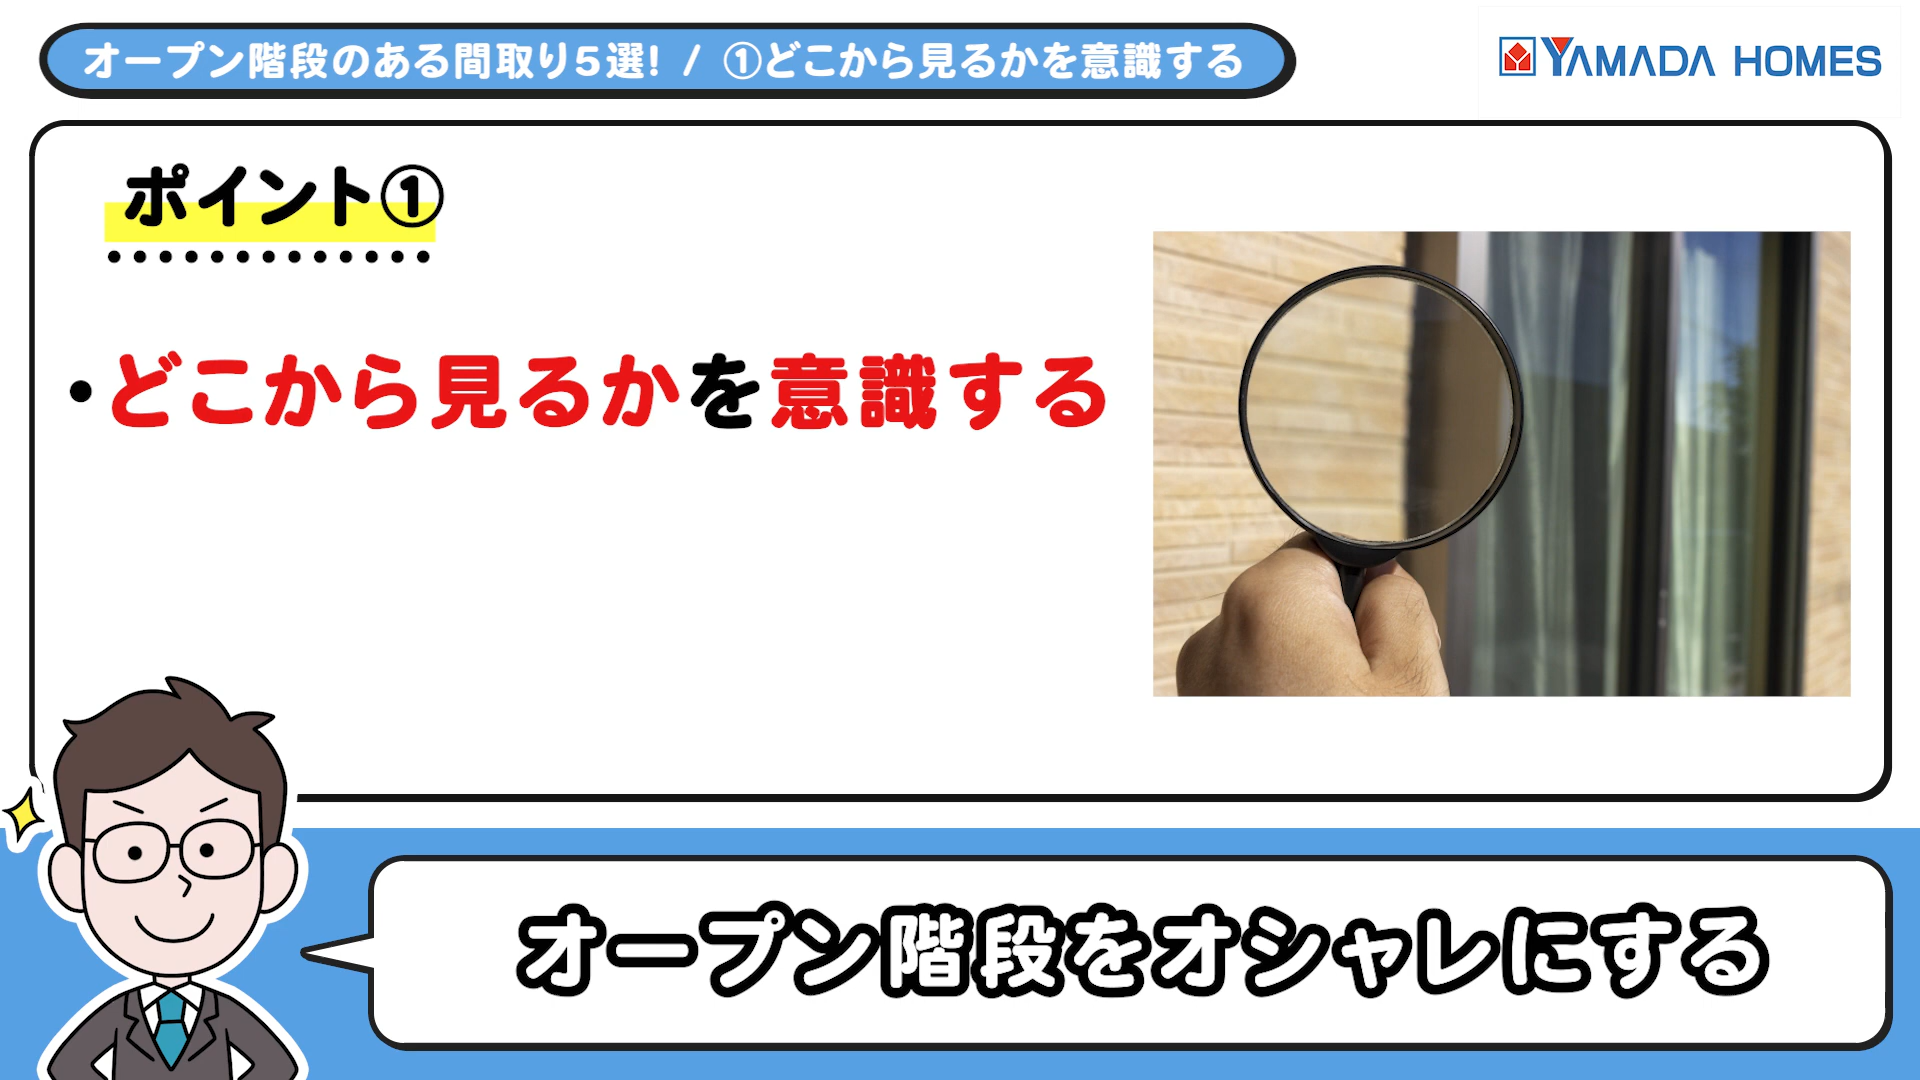 オープン階段のある間取り5選! / ①どこから見るかを意識する
YAMADA HOMES
ポイント①
・どこから見るかを意識する
オープン階段をオシャレにする